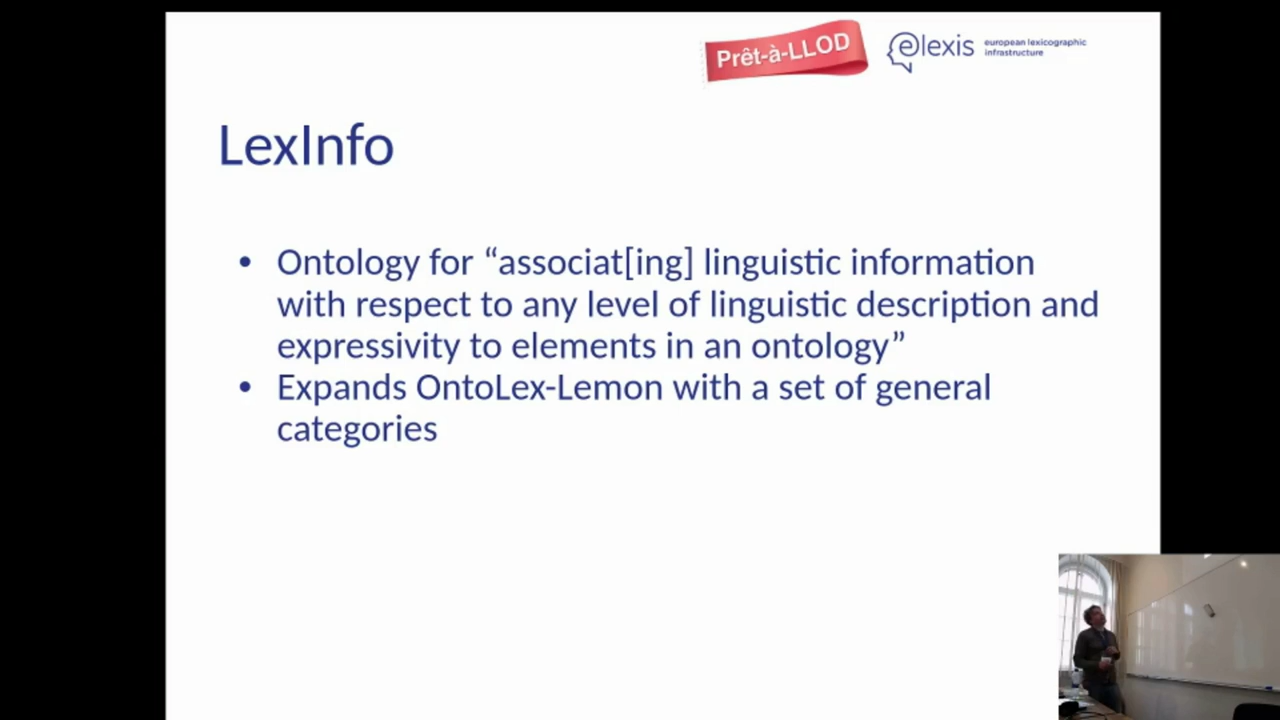 Prêt-à-LLOD
elexis
european lexicographic
infrastructure
LexInfo
• Ontology for “associat[ing] linguistic information
with respect to any level of linguistic description and
expressivity to elements in an ontology”
• Expands OntoLex-Lemon with a set of general
categories